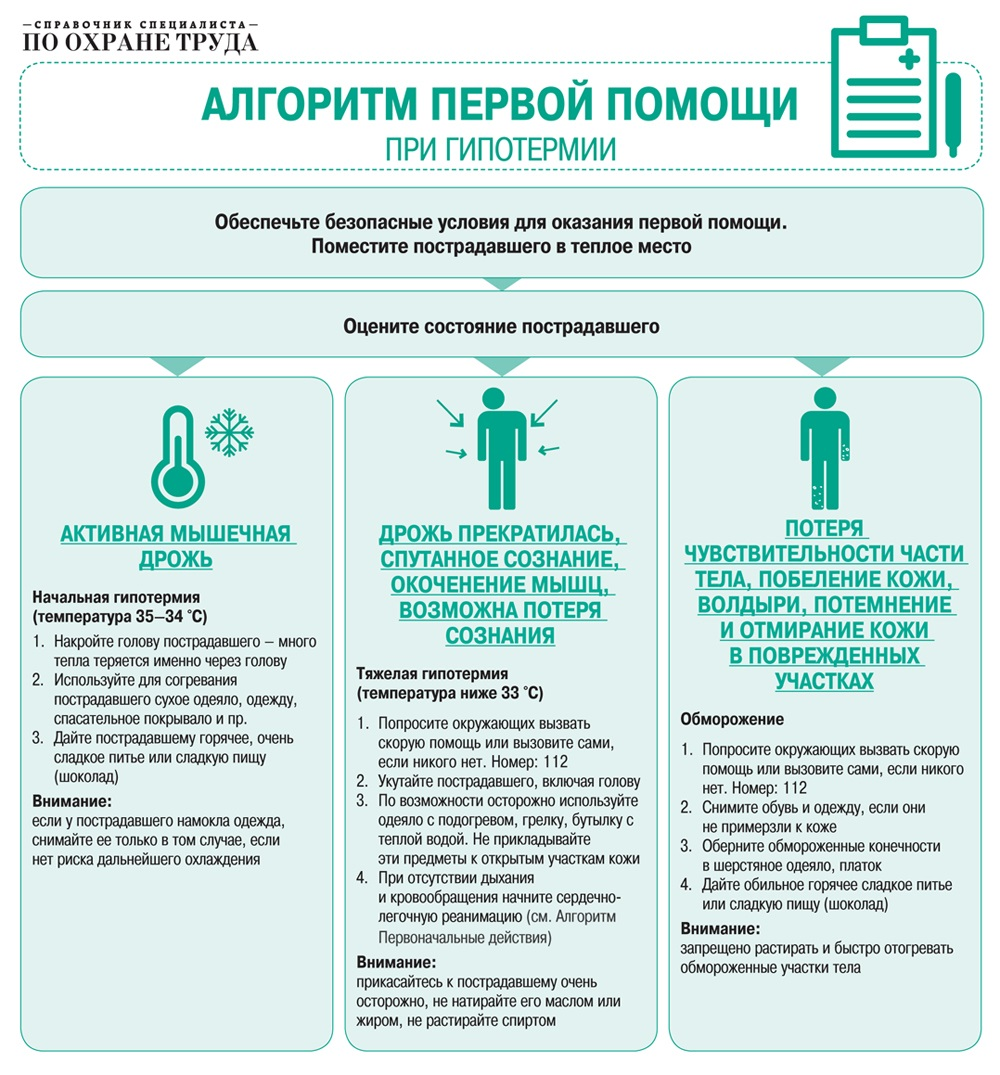 СПРАВОЧНИК СПЕЦИАЛИСТА
ПО ОХРАНЕ ТРУДА
АЛГОРИТМ ПЕРВОЙ ПОМОЩИ
ПРИ ГИПОТЕРМИИ
Обеспечьте безопасные условия для оказания первой помощи.
Поместите пострадавшего в теплое место
Оцените состояние пострадавшего
АКТИВНАЯ МЫШЕЧНАЯ
ДРОЖЬ
Начальная гипотермия
(температура 35–34 °С)
1. Накройте голову пострадавшего – много
тепла теряется именно через голову
2. Используйте для согревания
пострадавшего сухое одеяло, одежду,
спасательное покрывало и пр.
3. Дайте пострадавшему горячее, очень
сладкое питье или сладкую пищу
(шоколад)
Внимание:
если у пострадавшего намокла одежда,
снимайте ее только в том случае, если
нет риска дальнейшего охлаждения
ДРОЖЬ ПРЕКРАТИЛАСЬ,
СПУТАННОЕ СОЗНАНИЕ,
ОКОЧЕНЕНИЕ МЫШЦ,
ВОЗМОЖНА ПОТЕРЯ
СОЗНАНИЯ
Тяжелая гипотермия
(температура ниже 33 °С)
1. Попросите окружающих вызвать
скорую помощь или вызовите сами,
если никого нет. Номер: 112
2. Укутайте пострадавшего, включая голову
3. По возможности осторожно используйте
одеяло с подогревом, грелку, бутылку с
теплой водой. Не прикладывайте
эти предметы к открытым участкам кожи
4. При отсутствии дыхания
и кровообращения начните сердечно-
легочную реанимацию (см. Алгоритм
Первоначальные действия)
Внимание:
прикасайтесь к пострадавшему очень
осторожно, не натирайте его маслом или
жиром, не растирайте спиртом
ПОТЕРЯ
ЧУВСТВИТЕЛЬНОСТИ ЧАСТИ
ТЕЛА, ПОБЕЛЕНИЕ КОЖИ,
ВОЛДЫРИ, ПОТЕМНЕНИЕ
И ОТМИРАНИЕ КОЖИ
В ПОВРЕЖДЕННЫХ
УЧАСТКАХ
Обморожение
1. Попросите окружающих вызвать скорую
помощь или вызовите сами, если никого
нет. Номер: 112
2. Снимите обувь и одежду, если они
не примерзли к коже
3. Оберните обмороженные конечности
в шерстяное одеяло, платок
4. Дайте обильное горячее сладкое питье
или сладкую пищу (шоколад)
Внимание:
запрещено растирать и быстро отогревать
обмороженные участки тела